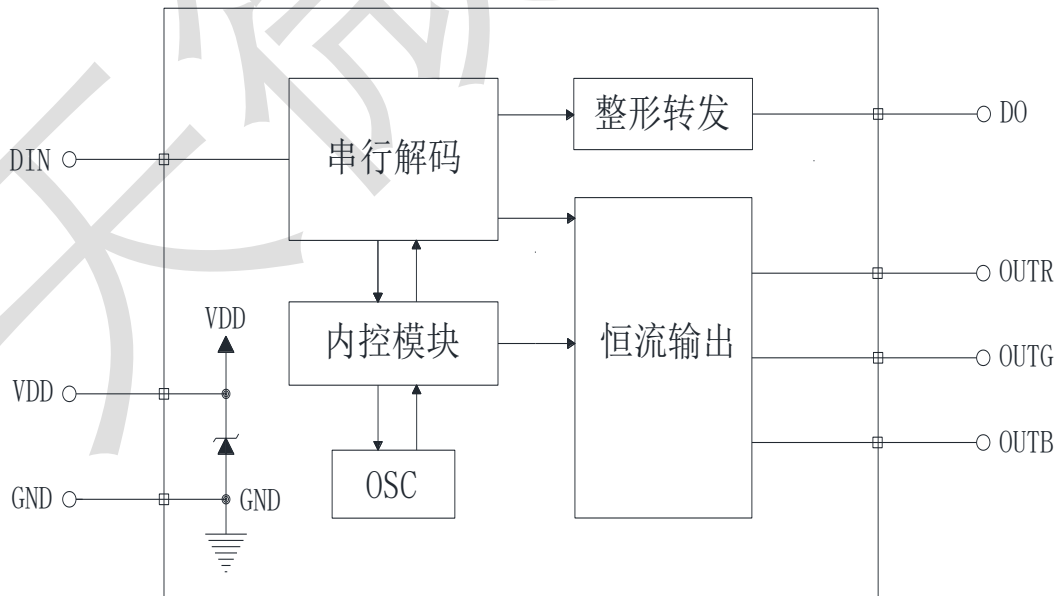 整形转发
DO
DIN
串行解码
OUTR
VDD
内控模块
恒流输出
OUTG
VDD
OUTB
OSC
GND
GND